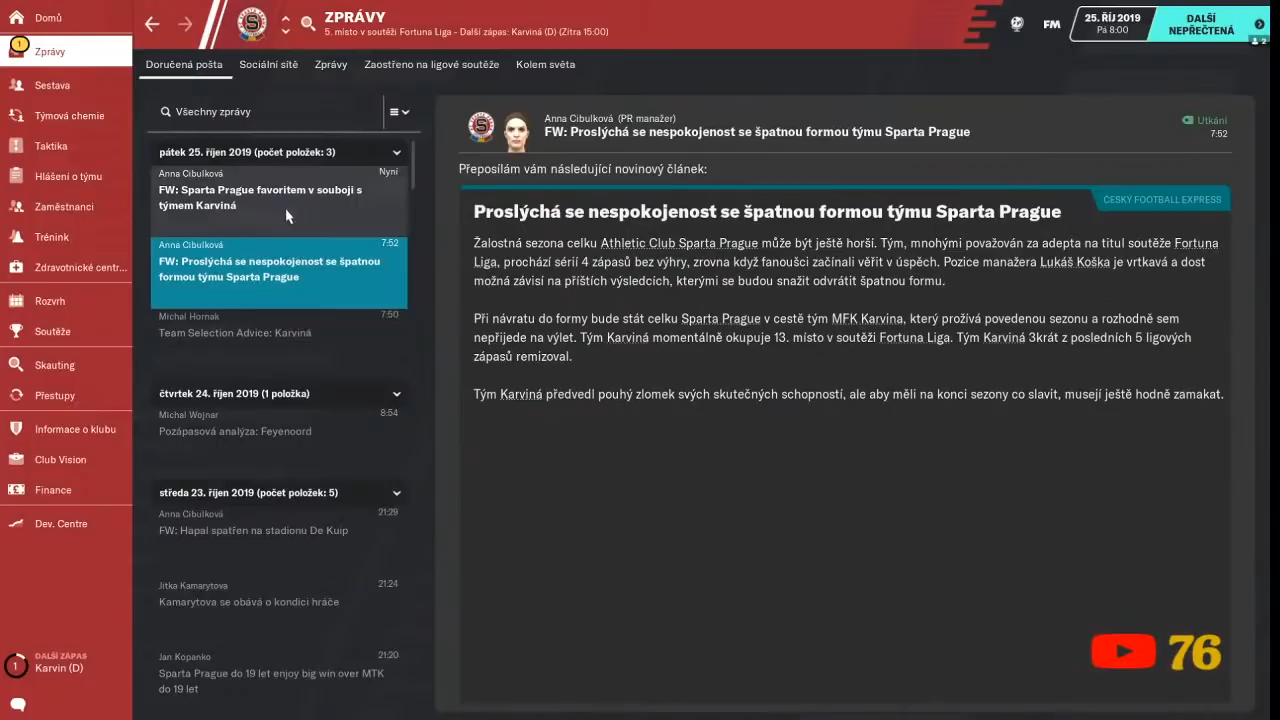 Domů
1
Zprávy
Sestava
Týmová chemie
Taktika
Hlášení o týmu
Zaměstnanci
Trénink
Zdravotnické centr...
Rozvrh
Soutěže
Skauting
Přestupy
Informace o klubu
Club Vision
Finance
Dev. Centre
1
DALŠÍ ZÁPAS
Karvin (D)
ZPRÁVY
5. místo v soutěži Fortuna Liga - Další zápas: Karviná (D) (Zítra 15:00)
FM
25. ŘÍJ 2019
Pá 8:00
DALŠÍ
NEPŘEČTENÁ
2
Doručená pošta
Sociální sítě
Zprávy
Zaostřeno na ligové soutěže
Kolem světa
Všechny zprávy
pátek 25. říjen 2019 (počet položek: 3)
Anna Cibulková
Nyní
FW: Sparta Prague favoritem v souboji s
týmem Karviná
Anna Cibulková
7:52
FW: Proslýchá se nespokojenost se špatnou
formou týmu Sparta Prague
Michal Hornak
7:50
Team Selection Advice: Karviná
čtvrtek 24. říjen 2019 (1 položka)
Michal Wojnar
8:54
Pozápasová analýza: Feyenoord
středa 23. říjen 2019 (počet položek: 5)
Anna Cibulková
21:29
FW: Hapal spatřen na stadionu De Kuip
Jitka Kamarytova
21:24
Kamarytova se obává o kondici hráče
Jan Kopanko
21:20
Sparta Prague do 19 let enjoy big win over MTK
do 19 let
Anna Cibulková (PR manažer)
FW: Proslýchá se nespokojenost se špatnou formou týmu Sparta Prague
Utkání
7:52
Přeposílám vám následující novinový článek:
ČESKÝ FOOTBALL EXPRESS
Proslýchá se nespokojenost se špatnou formou týmu Sparta Prague
Žalostná sezona celku Athletic Club Sparta Prague může být ještě horší. Tým, mnohými považován za adepta na titul soutěže Fortuna
Liga, prochází sérií 4 zápasů bez výhry, zrovna když fanoušci začínali věřit v úspěch. Pozice manažera Lukáš Koška je vrtkavá a dost
možná závisí na příštích výsledcích, kterými se budou snažit odvrátit špatnou formu.
Při návratu do formy bude stát celku Sparta Prague v cestě tým MFK Karvina, který prožívá povedenou sezonu a rozhodně sem
nepřijede na výlet. Tým Karviná momentálně okupuje 13. místo v soutěži Fortuna Liga. Tým Karviná 3krát z posledních 5 ligových
zápasů remizoval.
Tým Karviná předvedl pouhý zlomek svých skutečných schopností, ale aby měli na konci sezony co slavit, musejí ještě hodně zamakat.
76